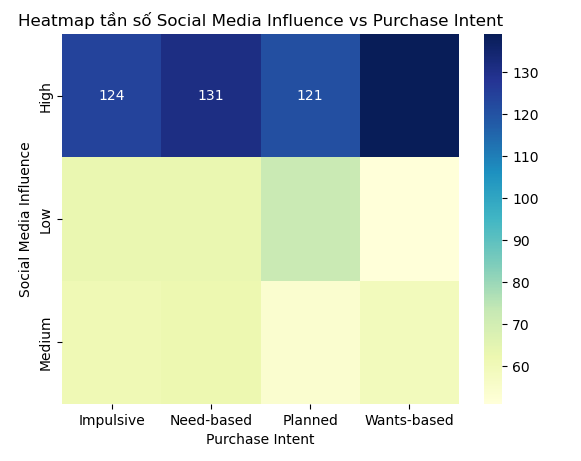 Heatmap tần số Social Media Influence vs Purchase Intent
124 131 121
High
Low
Medium
Social Media Influence
Impulsive Need-based Planned Wants-based
Purchase Intent
130
120
110
100
90
80
70
60